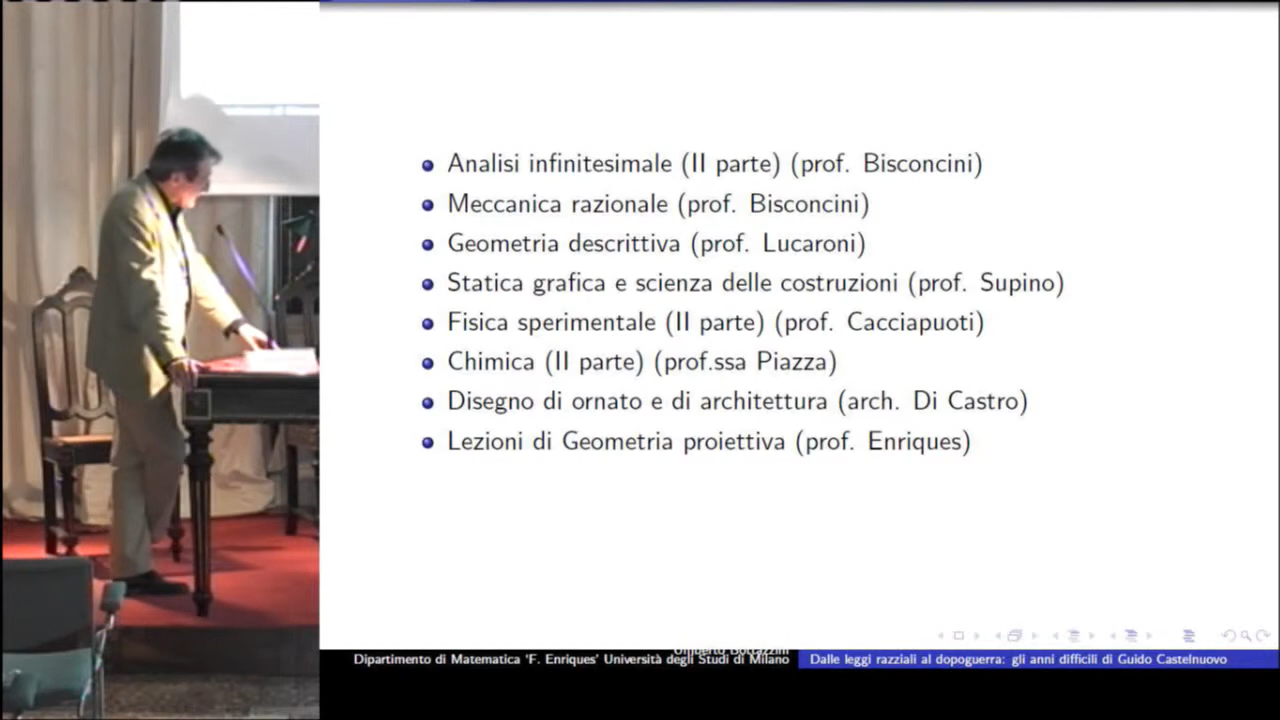 Analisi infinitesimale (II parte) (prof. Bisconcini)
Meccanica razionale (prof. Bisconcini)
Geometria descrittiva (prof. Lucaroni)
Statica grafica e scienza delle costruzioni (prof. Supino)
Fisica sperimentale (II parte) (prof. Cacciapuoti)
Chimica (II parte) (prof.ssa Piazza)
Disegno di ornato e di architettura (arch. Di Castro)
Lezioni di Geometria proiettiva (prof. Enriques)
Umberto Bottazzini
Dipartimento di Matematica 'F. Enriques' Università degli Studi di Milano
Dalle leggi razziali al dopoguerra: gli anni difficili di Guido Castelnuovo